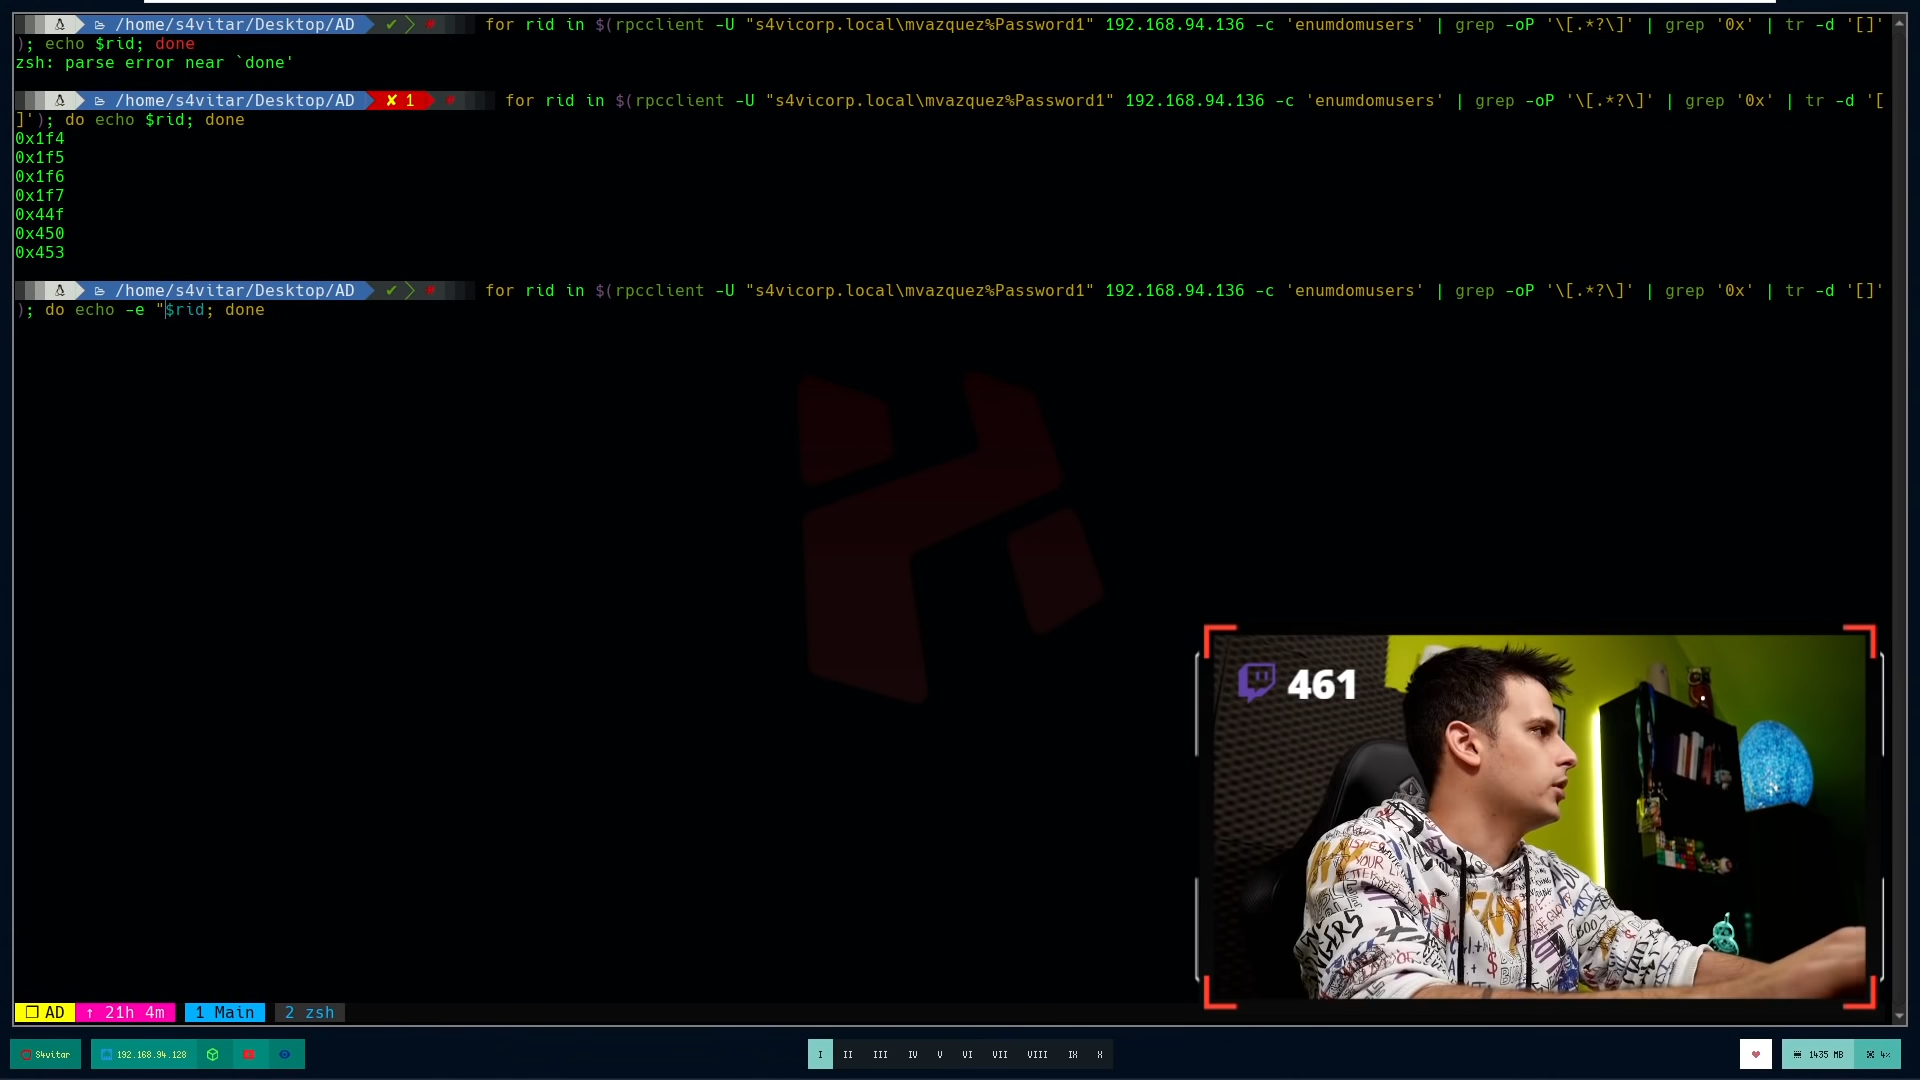 /home/s4vitar/Desktop/AD ✔ # for rid in $(rpcclient -U "s4vicorp.local\mvazquez%Password1" 192.168.94.136 -c 'enumdomusers' | grep -oP '\[.*?\]' | grep '0x' | tr -d '[]'
); echo $rid; done
zsh: parse error near `done'
/home/s4vitar/Desktop/AD ✘ 1 # for rid in $(rpcclient -U "s4vicorp.local\mvazquez%Password1" 192.168.94.136 -c 'enumdomusers' | grep -oP '\[.*?\]' | grep '0x' | tr -d '[
]'); do echo $rid; done
0x1f4
0x1f5
0x1f6
0x1f7
0x44f
0x450
0x453
/home/s4vitar/Desktop/AD ✔ # for rid in $(rpcclient -U "s4vicorp.local\mvazquez%Password1" 192.168.94.136 -c 'enumdomusers' | grep -oP '\[.*?\]' | grep '0x' | tr -d '[]'
); do echo -e "$rid; done
461
AD ↑ 21h 4m 1 Main 2 zsh
S4vitar 192.168.94.128 I II III IV V VI VII VIII IX X 1435 MB 4%